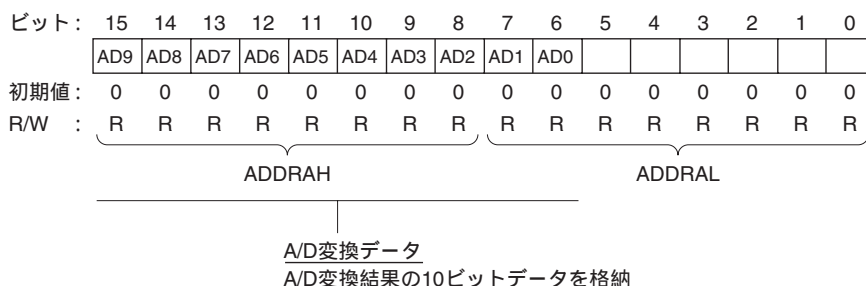 ビット： 15 14 13 12 11 10 9 8 7 6 5 4 3 2 1 0
AD9 AD8 AD7 AD6 AD5 AD4 AD3 AD2 AD1 AD0
初期値： 0 0 0 0 0 0 0 0 0 0 0 0 0 0 0 0
R/W ： R R R R R R R R R R R R R R R R
ADDRAH ADDRAL
A/D変換データ
A/D変換結果の10ビットデータを格納